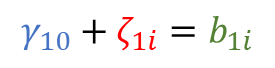 γ₁₀ + ζ₁ᵢ = b₁ᵢ